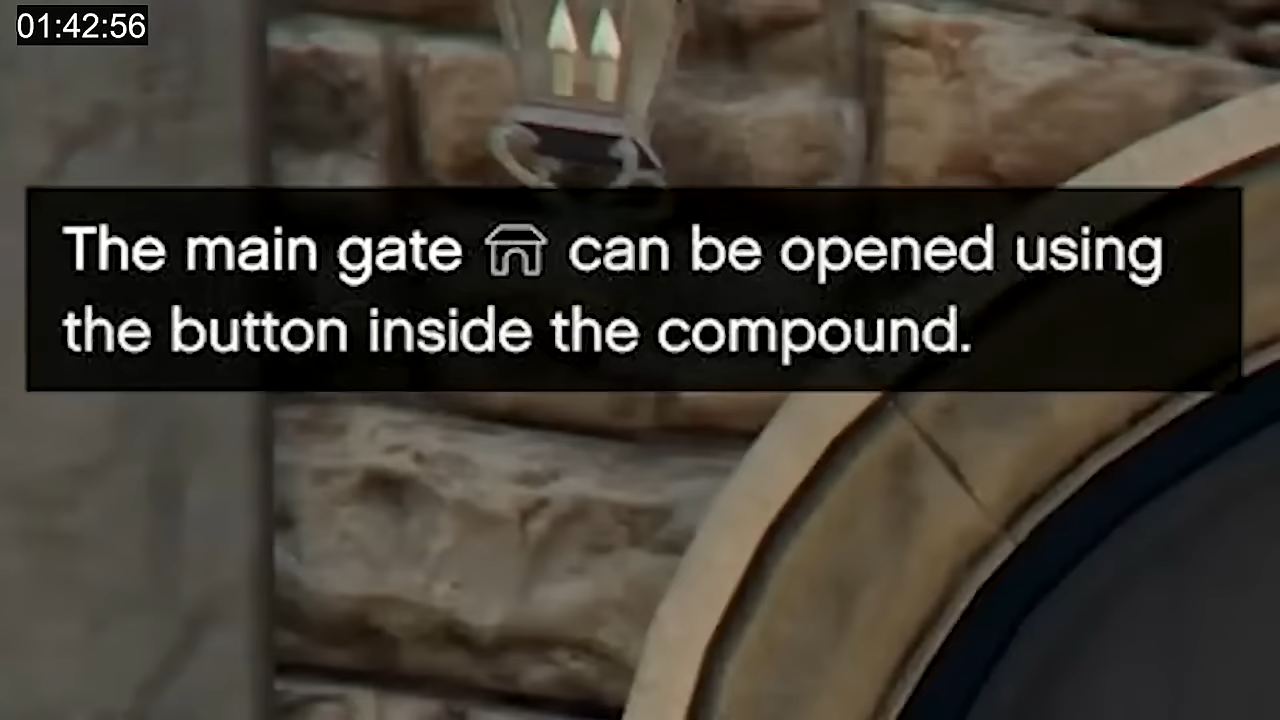 01:42:56
The main gate can be opened using
the button inside the compound.